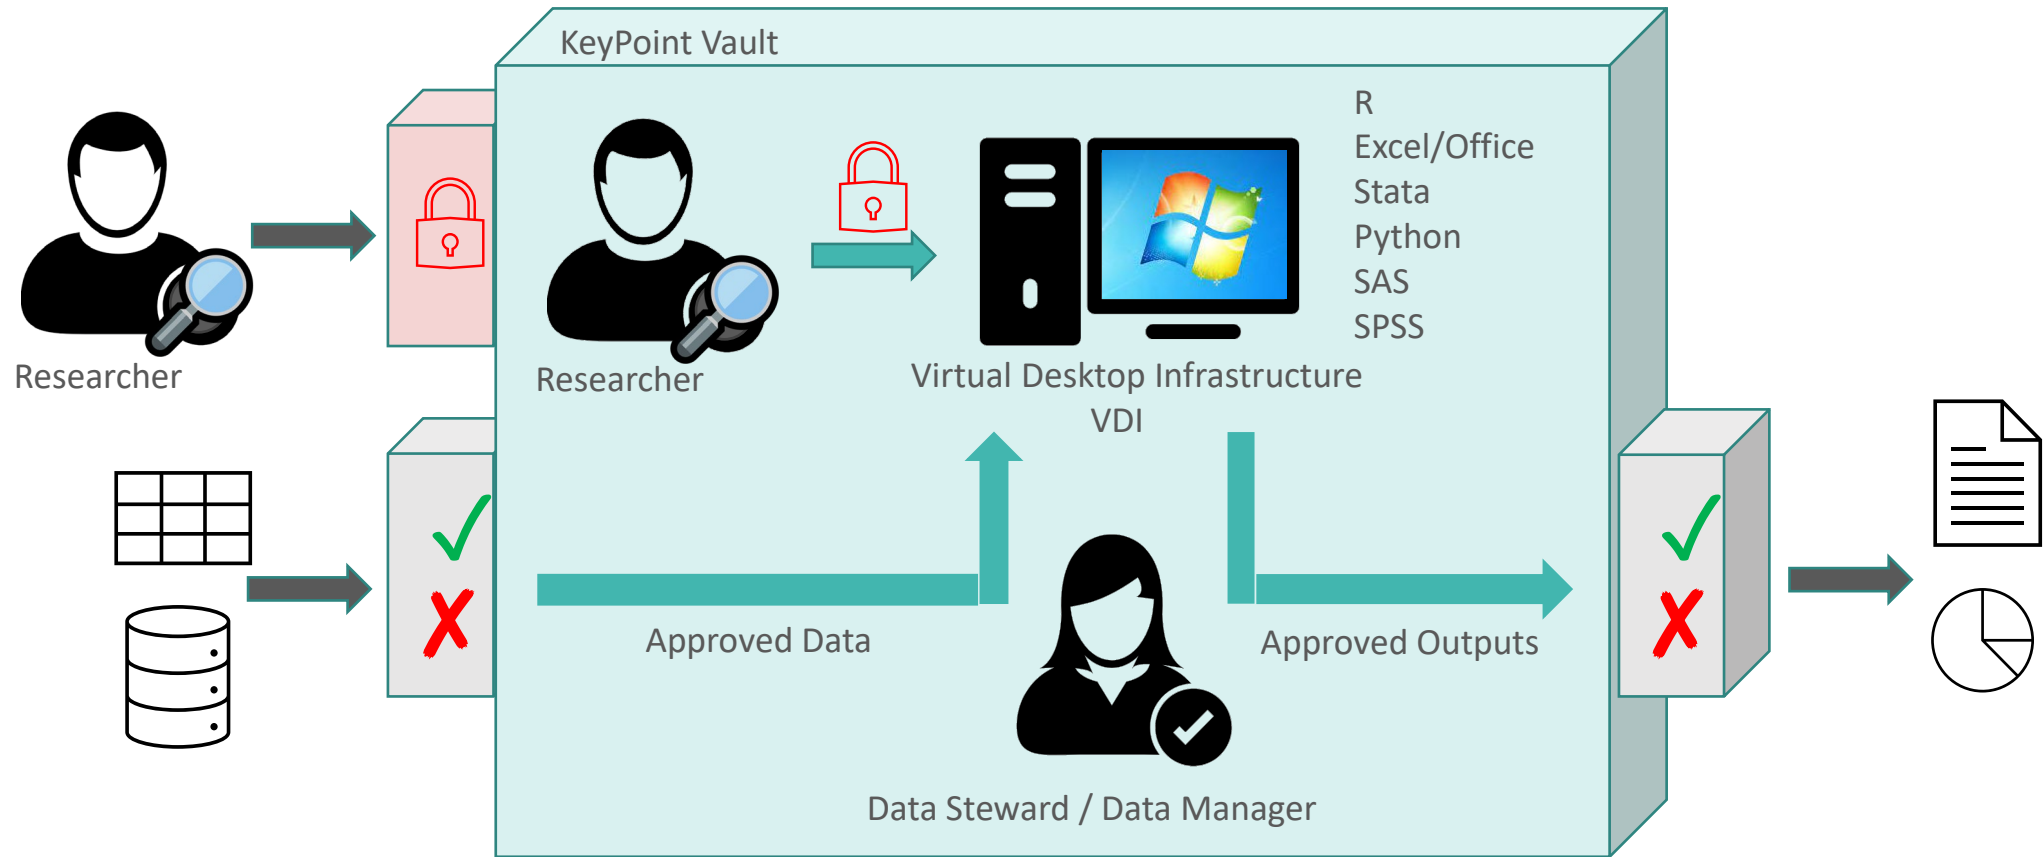 KeyPoint Vault
R
Excel/Office
Stata
Python
SAS
SPSS
Researcher
Researcher
Virtual Desktop Infrastructure
VDI
Approved Data
Approved Outputs
Data Steward / Data Manager